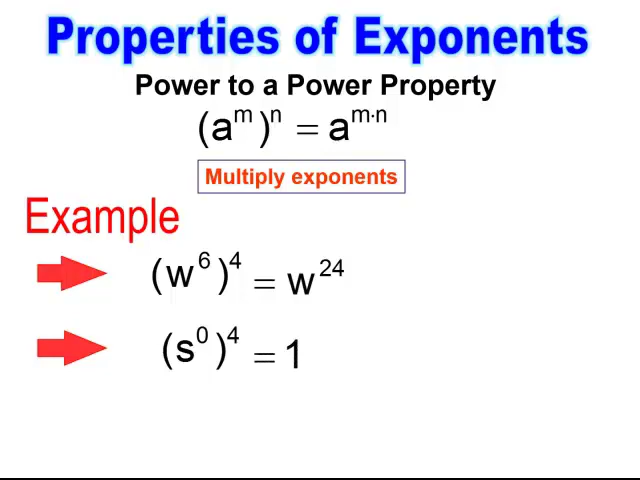 Properties of Exponents
Power to a Power Property
(a^m)^n = a^{m·n}
Multiply exponents
Example
(w^6)^4 = w^{24}
(s^0)^4 = 1